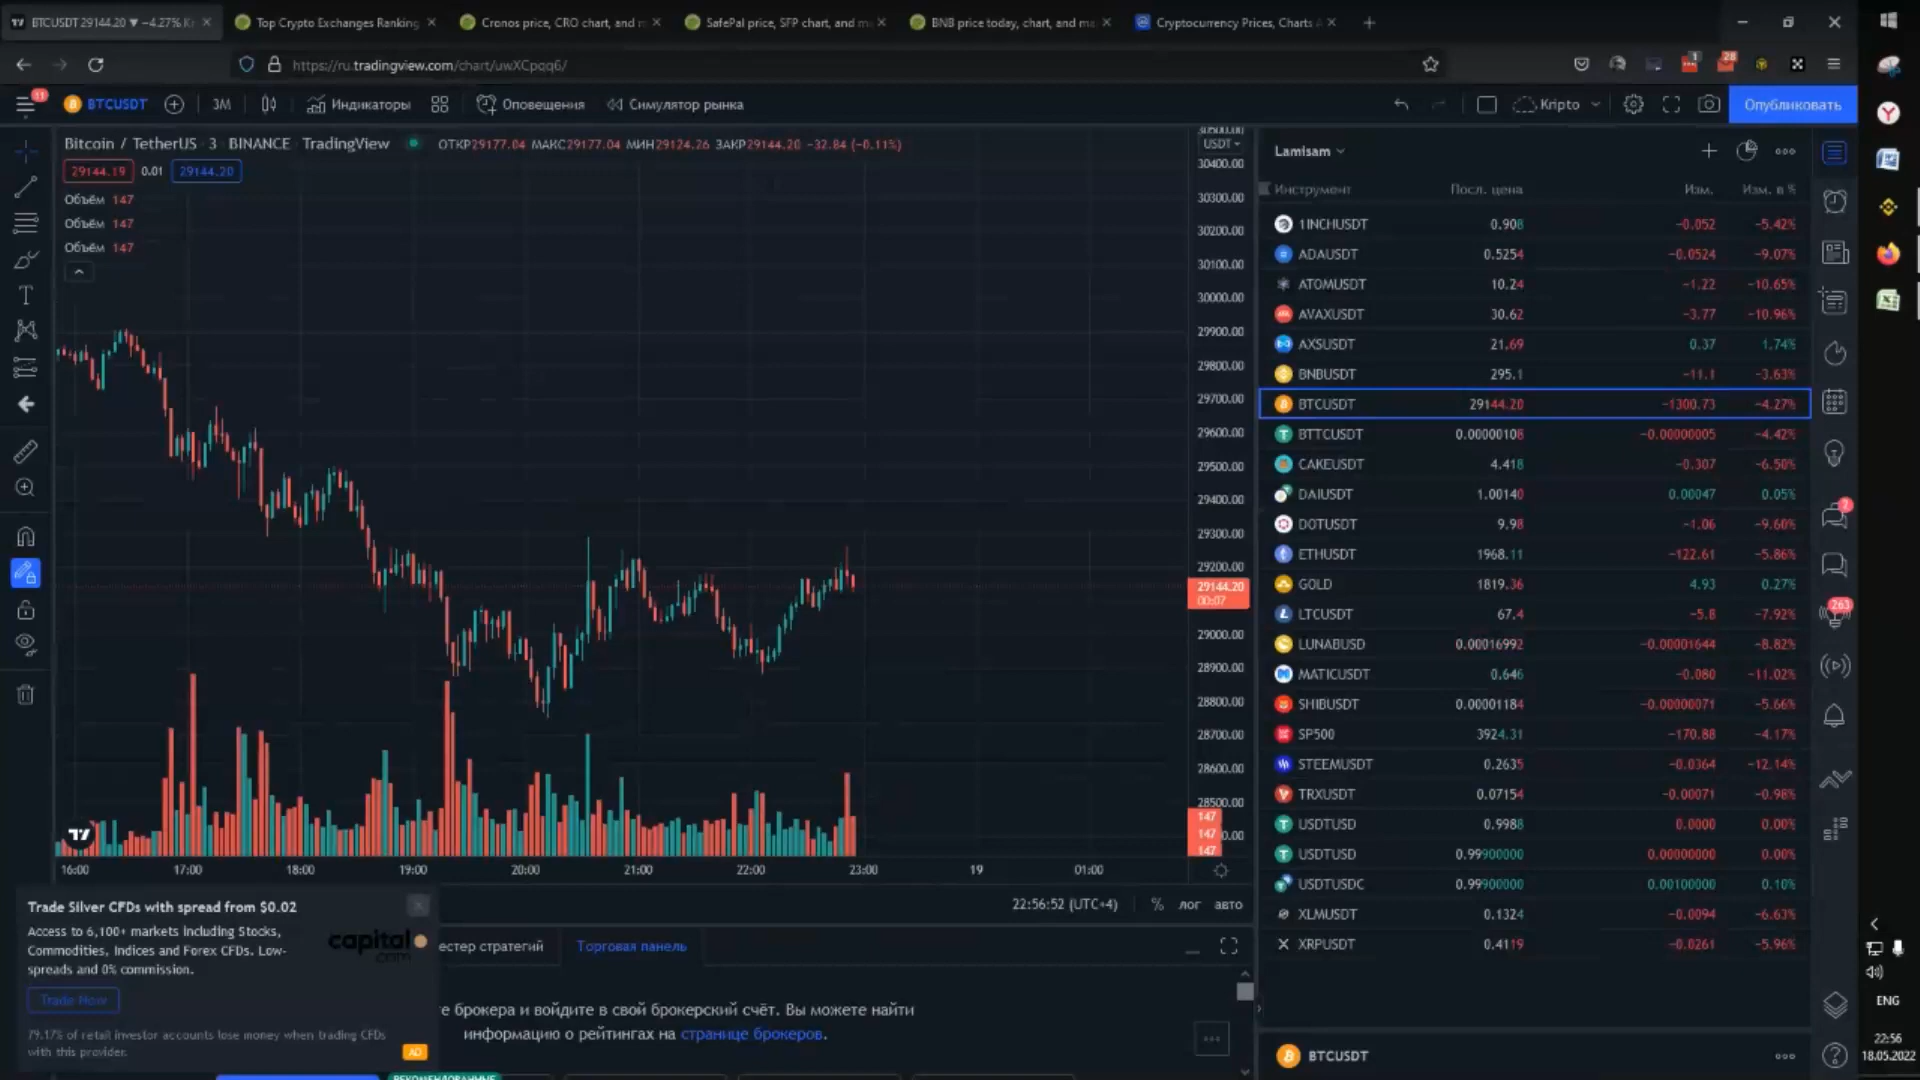 BTCUSDT 29144.20 ▼ −4.27% Kr
Top Crypto Exchanges Ranking
Cronos price, CRO chart, and m
SafePal price, SFP chart, and m
BNB price today, chart, and ma
Cryptocurrency Prices, Charts
https://ru.tradingview.com/chart/uwXCpqq6/
1
28
11
BTCUSDT
3М
Индикаторы
Оповещения
Симулятор рынка
Kripto
Опубликовать
Bitcoin / TetherUS · 3 · BINANCE · TradingView
ОТКР29177.04 МАКС29177.04 МИН29124.26 ЗАКР29144.20 −32.84 (−0.11%)
29144.19 0.01 29144.20
Объём 147
Объём 147
Объём 147
30500.00
USDT
30400.00
30300.00
30200.00
30100.00
30000.00
29900.00
29800.00
29700.00
29600.00
29500.00
29400.00
29300.00
29200.00
29144.20
00:07
29000.00
28900.00
28800.00
28700.00
28600.00
28500.00
147
147
147
16:00 17:00 18:00 19:00 20:00 21:00 22:00 23:00 19 01:00
22:56:52 (UTC+4) % лог авто
Lamisam
Инструмент Посл. цена Изм. Изм. в %
1INCHUSDT 0.908 −0.052 −5.42%
ADAUSDT 0.5254 −0.0524 −9.07%
ATOMUSDT 10.24 −1.22 −10.65%
AVAXUSDT 30.62 −3.77 −10.96%
AXSUSDT 21.69 0.37 1.74%
BNBUSDT 295.1 −11.1 −3.63%
BTCUSDT 29144.20 −1300.73 −4.27%
BTTCUSDT 0.00000108 −0.00000005 −4.42%
CAKEUSDT 4.418 −0.307 −6.50%
DAIUSDT 1.00140 0.00047 0.05%
DOTUSDT 9.98 −1.06 −9.60%
ETHUSDT 1968.11 −122.61 −5.86%
GOLD 1819.36 4.93 0.27%
LTCUSDT 67.4 −5.8 −7.92%
LUNABUSD 0.00016992 −0.00001644 −8.82%
MATICUSDT 0.646 −0.080 −11.02%
SHIBUSDT 0.00001184 −0.00000071 −5.66%
SP500 3924.31 −170.88 −4.17%
STEEMUSDT 0.2635 −0.0364 −12.14%
TRXUSDT 0.07154 −0.00071 −0.98%
USDTUSD 0.9988 0.0000 0.00%
USDTUSD 0.99900000 0.00000000 0.00%
USDTUSDC 0.99900000 0.00100000 0.10%
XLMUSDT 0.1324 −0.0094 −6.63%
XRPUSDT 0.4119 −0.0261 −5.96%
BTCUSDT
2
263
Trade Silver CFDs with spread from $0.02
Access to 6,100+ markets including Stocks,
Commodities, Indices and Forex CFDs. Low-
spreads and 0% commission.
capital
.com
Trade Now
79.17% of retail investor accounts lose money when trading CFDs
with this provider.
AD
естер стратегий
Торговая панель
е брокера и войдите в свой брокерский счёт. Вы можете найти
информацию о рейтингах на странице брокеров.
РЕКОМЕНДОВАННЫЕ
ENG
22:56
18.05.2022